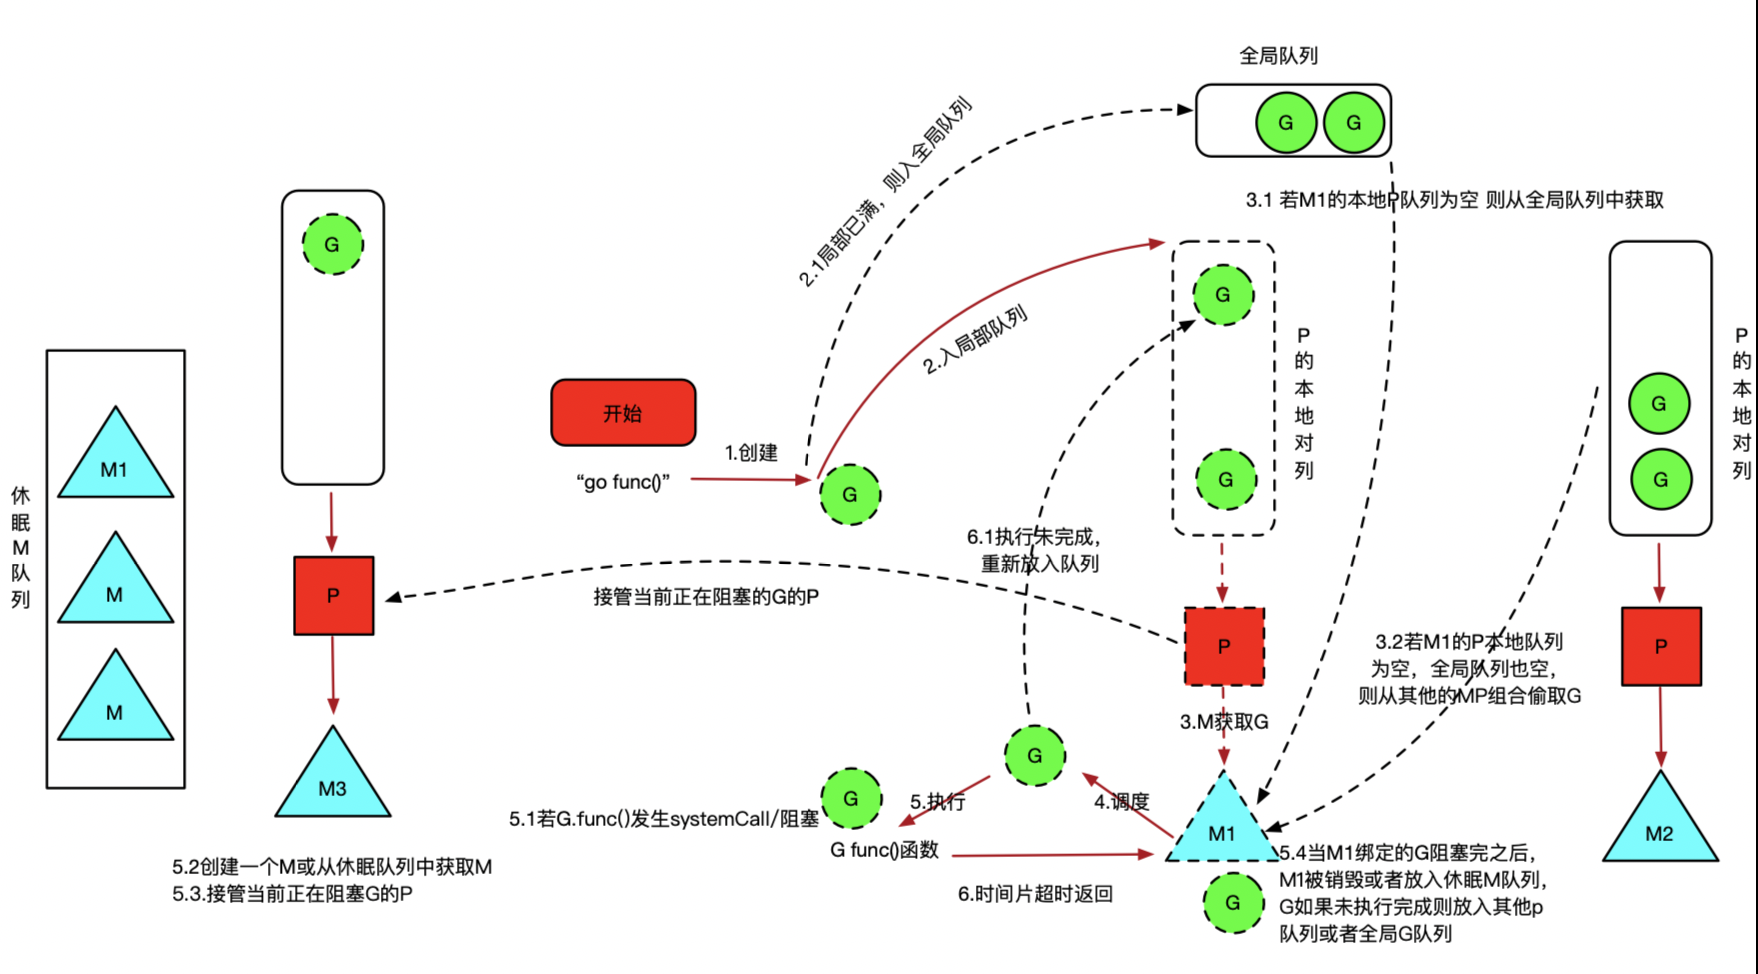 全局队列
G
G
2.1局部已满，则入全局队列
3.1 若M1的本地P队列为空 则从全局队列中获取
G
G
2.入局部队列
P
的
本
地
对
列
P
的
本
地
对
列
开始
1.创建
“go func()”
G
G
G
G
M1
休
眠
M
队
列
M
M
6.1执行未完成，
重新放入队列
接管当前正在阻塞的G的P
P
P
P
3.2若M1的P本地队列
为空，全局队列也空，
则从其他的MP组合偷取G
3.M获取G
G
M3
G
5.执行
4.调度
5.1若G.func()发生systemCall/阻塞
G func()函数
M1
M2
5.2创建一个M或从休眠队列中获取M
5.3.接管当前正在阻塞G的P
6.时间片超时返回
G
5.4当M1绑定的G阻塞完之后，
M1被销毁或者放入休眠M队列，
G如果未执行完成则放入其他p
队列或者全局G队列